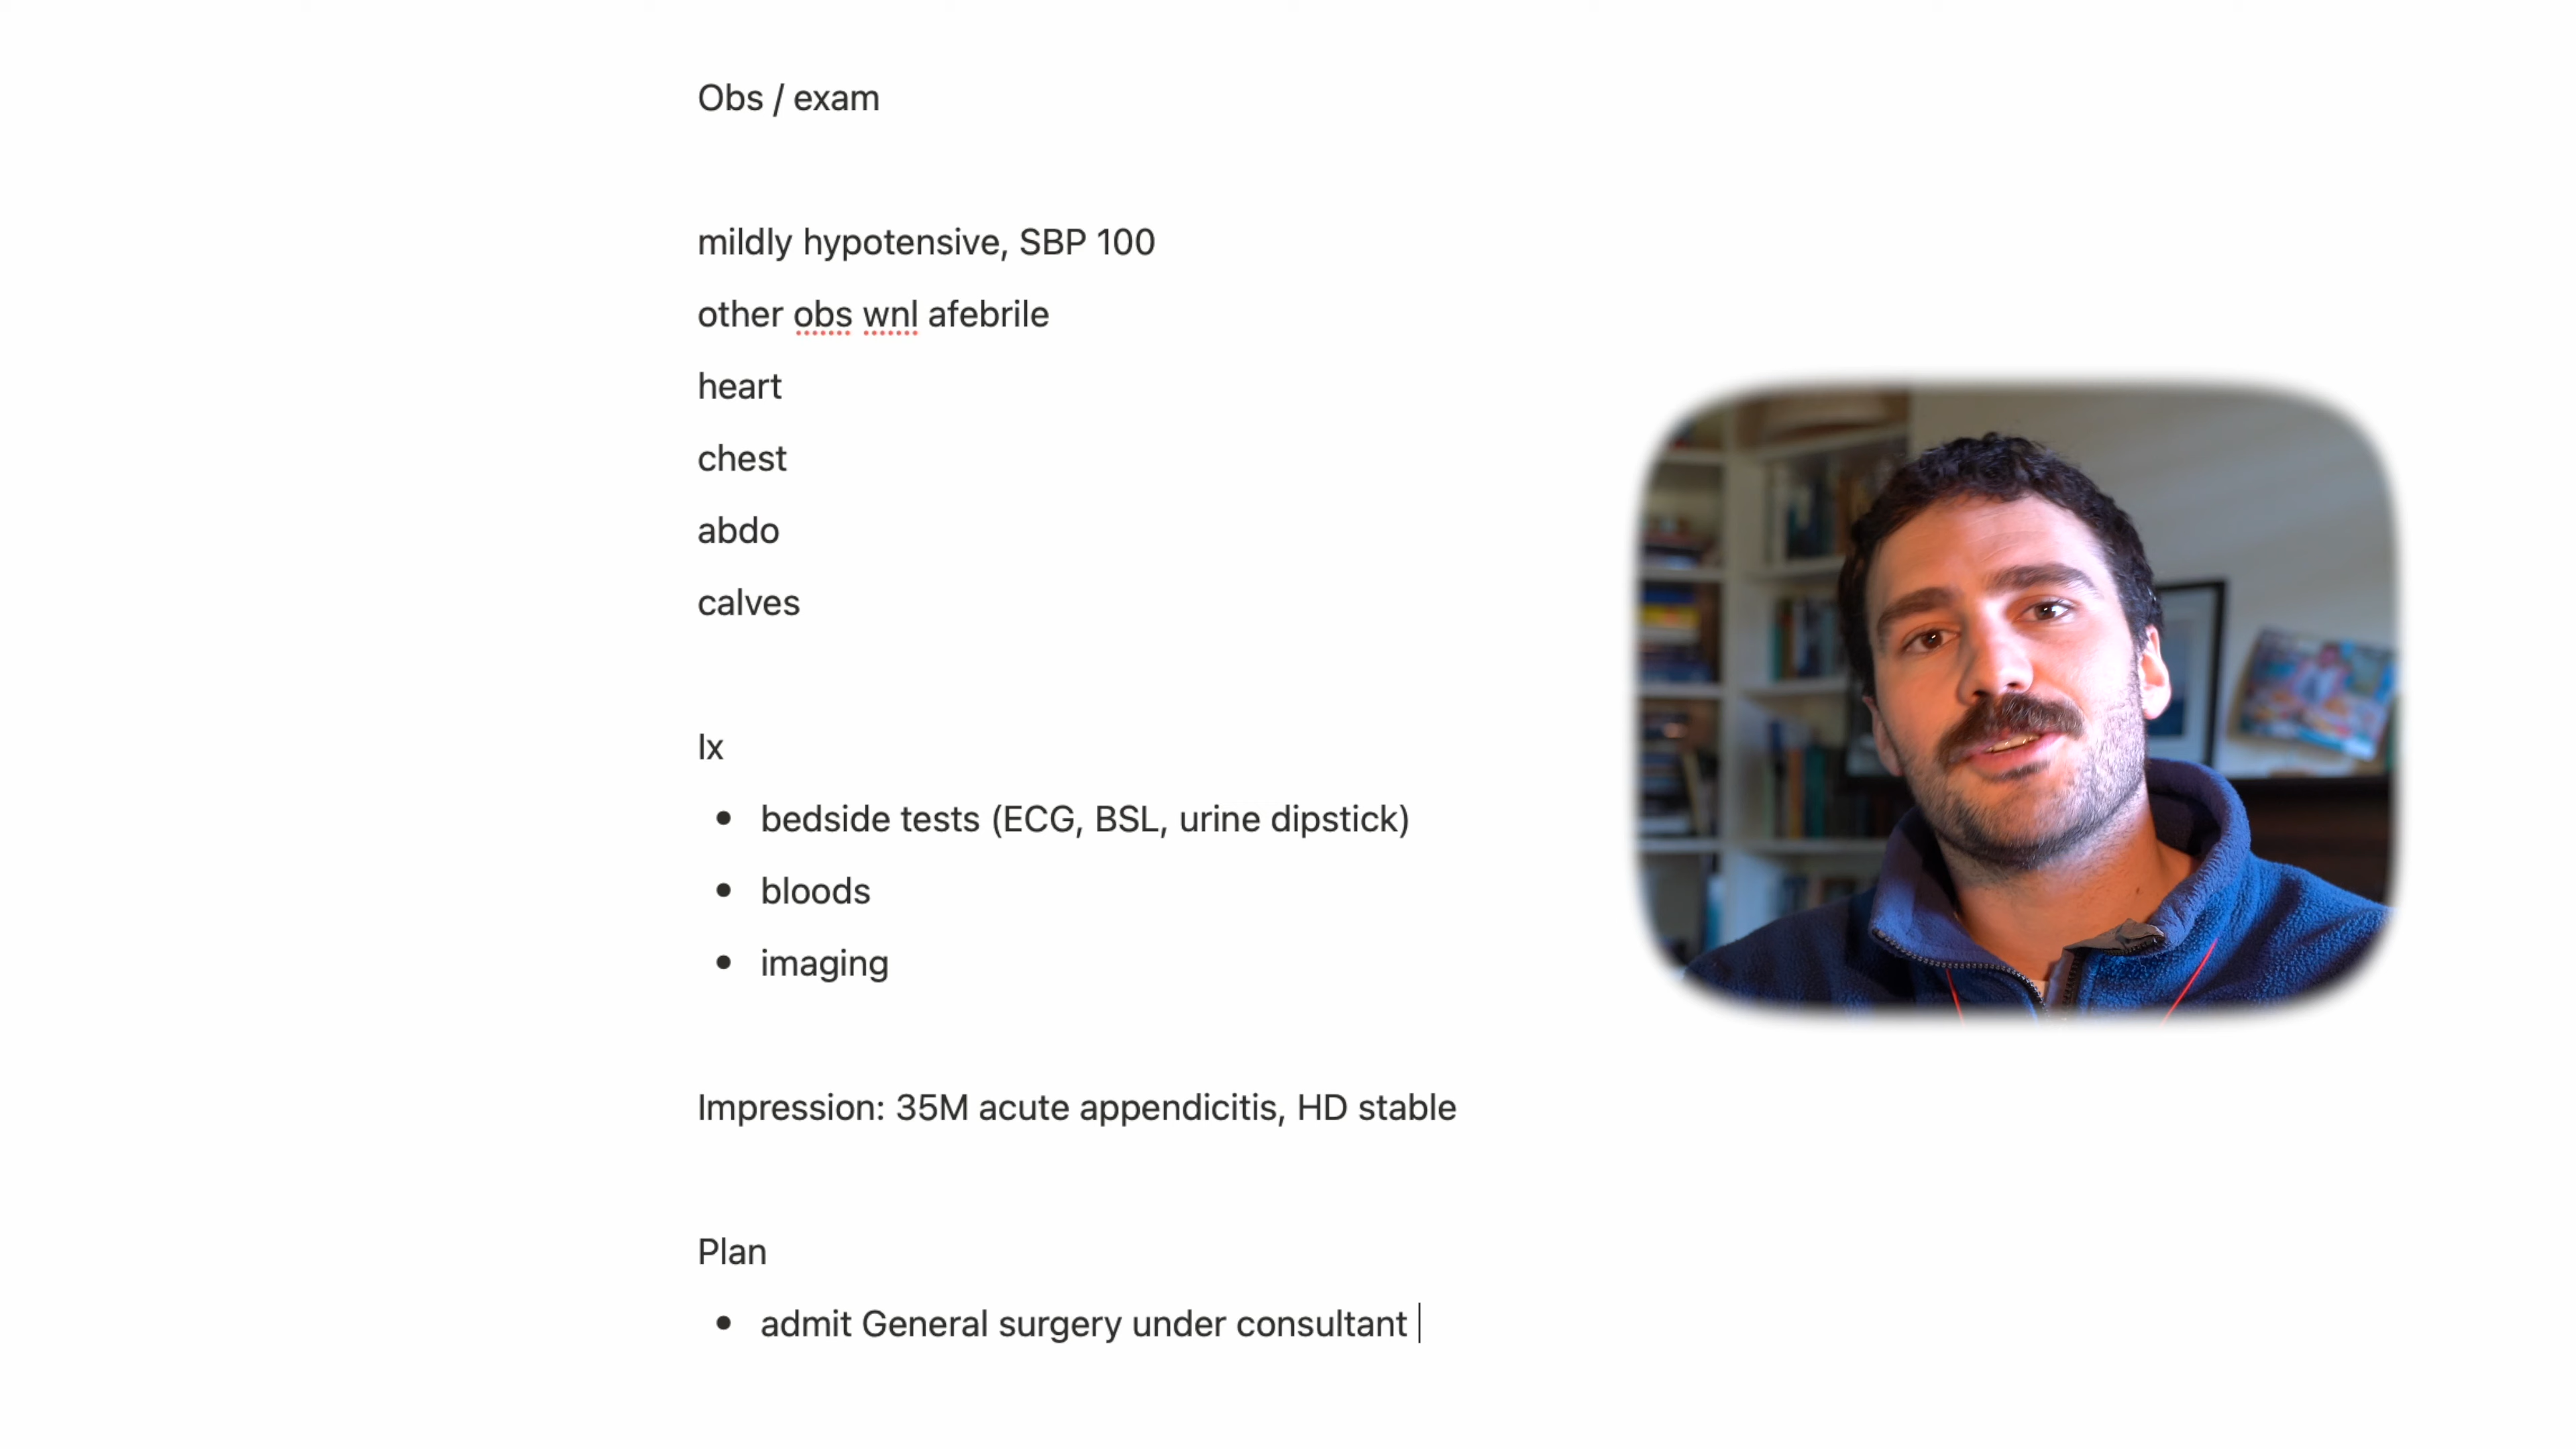 Obs / exam
mildly hypotensive, SBP 100
other obs wnl afebrile
heart
chest
abdo
calves
Ix
• bedside tests (ECG, BSL, urine dipstick)
• bloods
• imaging
Impression: 35M acute appendicitis, HD stable
Plan
• admit General surgery under consultant